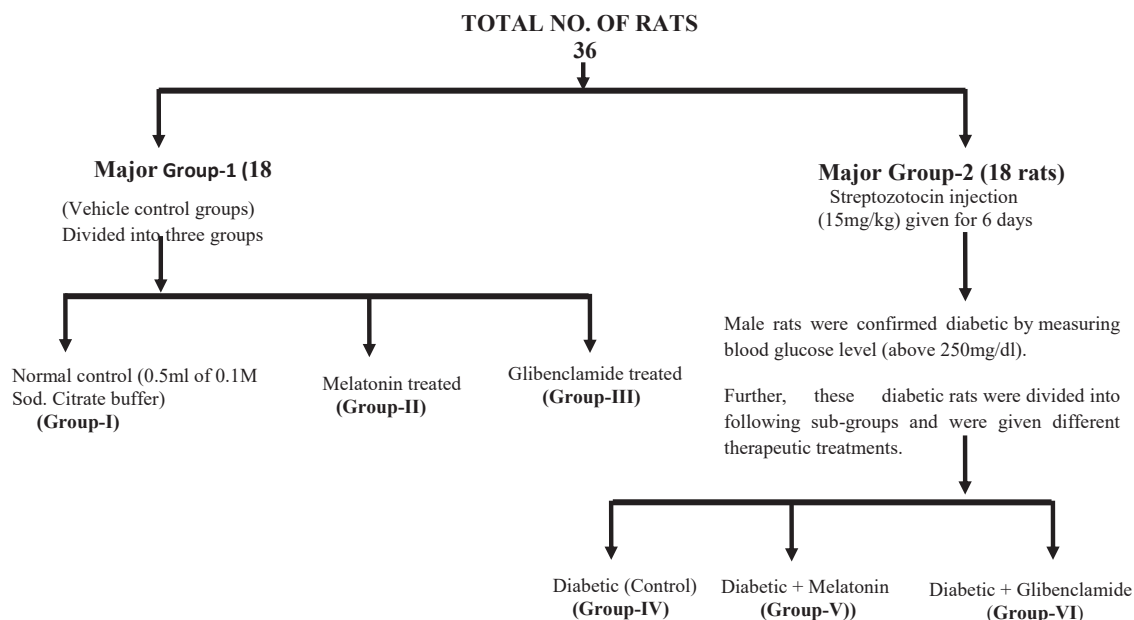 TOTAL NO. OF RATS
36
Major Group-1 (18
(Vehicle control groups)
Divided into three groups
Major Group-2 (18 rats)
Streptozotocin injection
(15mg/kg) given for 6 days
Normal control (0.5ml of 0.1M
Sod. Citrate buffer)
(Group-I)
Melatonin treated
(Group-II)
Glibenclamide treated
(Group-III)
Male rats were confirmed diabetic by measuring
blood glucose level (above 250mg/dl).
Further, these diabetic rats were divided into
following sub-groups and were given different
therapeutic treatments.
Diabetic (Control)
(Group-IV)
Diabetic + Melatonin
(Group-V))
Diabetic + Glibenclamide
(Group-VI)